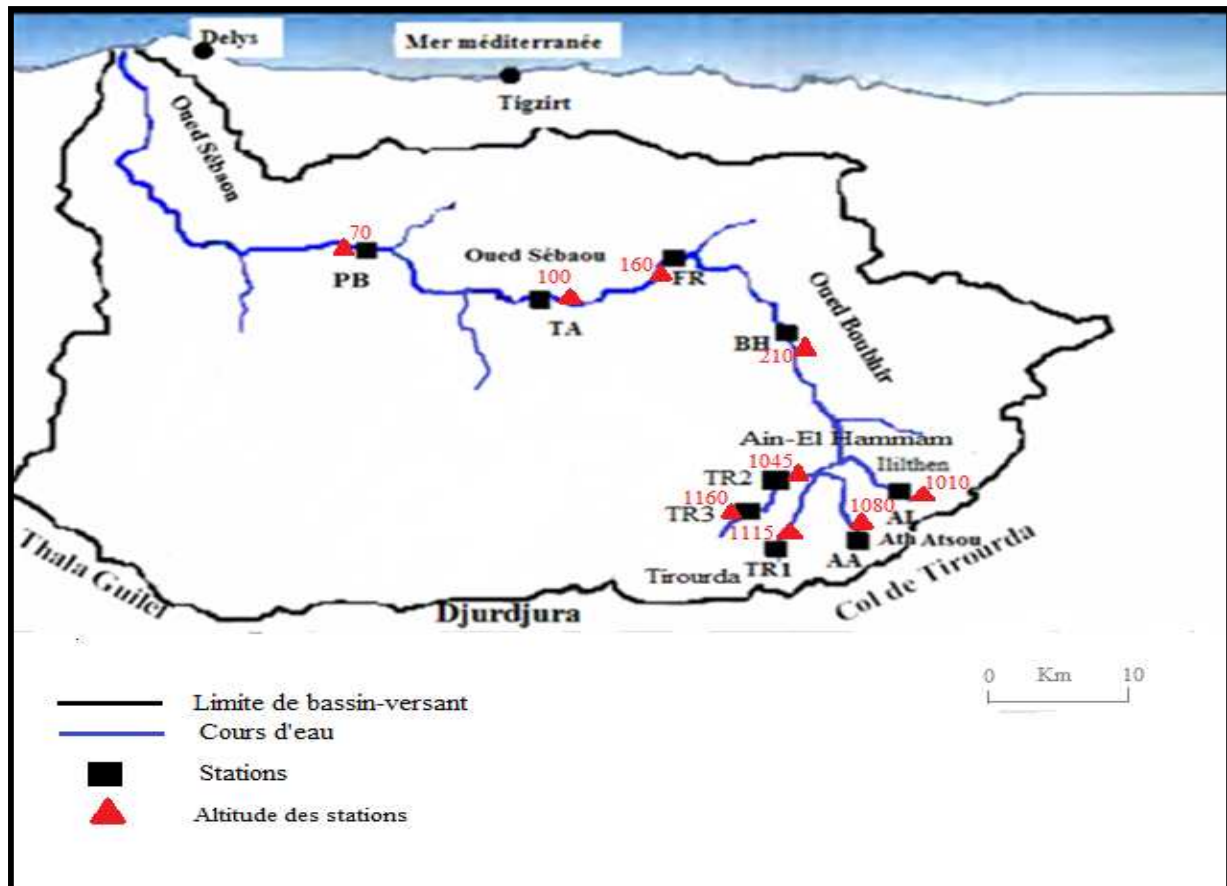 Delys
Mer méditerranée
Tigzirt
Oued Sébaou
70
PB
Oued Sébaou
100
TA
160
FR
BH
210
Oued Boubhir
Ain-El Hammam
Ililthen
TR2
1045
1010
AL
1160
TR3
1080
Ath Atsou
1115
TR1
AA
Tirourda
Col de Tirourda
Thala Guilef
Djurdjura
0 Km 10
Limite de bassin-versant
Cours d'eau
Stations
Altitude des stations